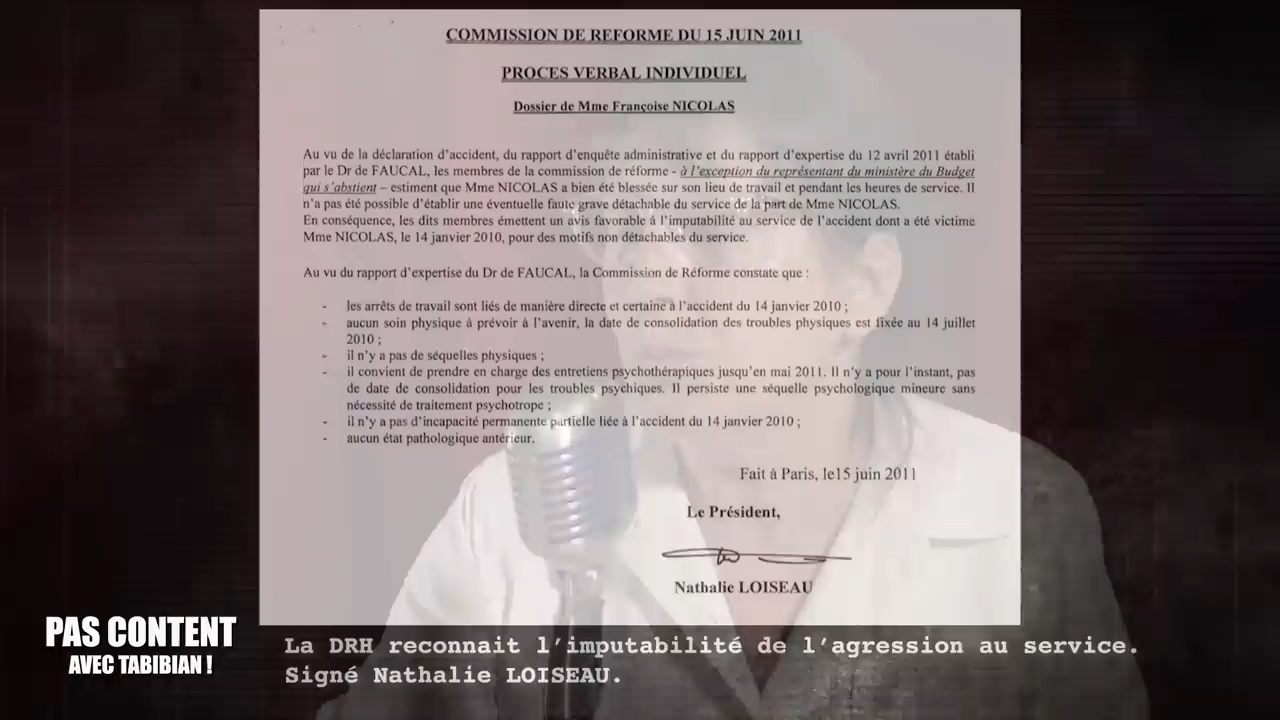 COMMISSION DE REFORME DU 15 JUIN 2011
PROCES VERBAL INDIVIDUEL
Dossier de Mme Françoise NICOLAS
Au vu de la déclaration d'accident, du rapport d'enquête administrative et du rapport d'expertise du 12 avril 2011 établi
par le Dr de FAUCAL, les membres de la commission de réforme - à l'exception du représentant du ministère du Budget
qui s'abstient – estiment que Mme NICOLAS a bien été blessée sur son lieu de travail et pendant les heures de service. Il
n'a pas été possible d'établir une éventuelle faute grave détachable du service de la part de Mme NICOLAS.
En conséquence, les dits membres émettent un avis favorable à l'imputabilité au service de l'accident dont a été victime
Mme NICOLAS, le 14 janvier 2010, pour des motifs non détachables du service.
Au vu du rapport d'expertise du Dr de FAUCAL, la Commission de Réforme constate que :
- les arrêts de travail sont liés de manière directe et certaine à l'accident du 14 janvier 2010 ;
- aucun soin physique à prévoir à l'avenir, la date de consolidation des troubles physiques est fixée au 14 juillet
2010 ;
- il n'y a pas de séquelles physiques ;
- il convient de prendre en charge des entretiens psychothérapiques jusqu'en mai 2011. Il n'y a pour l'instant, pas
de date de consolidation pour les troubles psychiques. Il persiste une séquelle psychologique mineure sans
nécessité de traitement psychotrope ;
- il n'y a pas d'incapacité permanente partielle liée à l'accident du 14 janvier 2010 ;
- aucun état pathologique antérieur.
Fait à Paris, le15 juin 2011
Le Président,
Nathalie LOISEAU
PAS CONTENT
AVEC TABIBIAN !
La DRH reconnait l'imputabilité de l'agression au service.
Signé Nathalie LOISEAU.